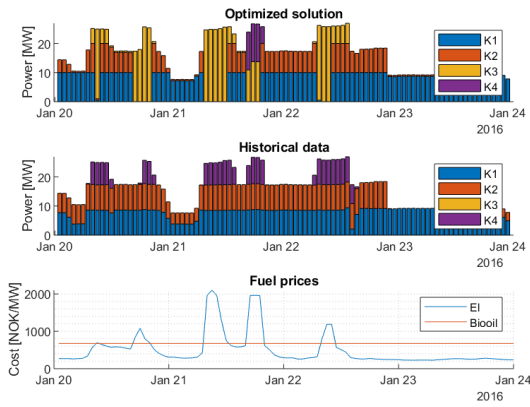 Optimized solution
Power [MW]
20
10
0
K1
K2
K3
K4
Jan 20
Jan 21
Jan 22
Jan 23
Jan 24
2016
Historical data
Power [MW]
20
10
0
K1
K2
K3
K4
Jan 20
Jan 21
Jan 22
Jan 23
Jan 24
2016
Fuel prices
Cost [NOK/MW]
2000
1000
0
El
Biooil
Jan 20
Jan 21
Jan 22
Jan 23
Jan 24
2016